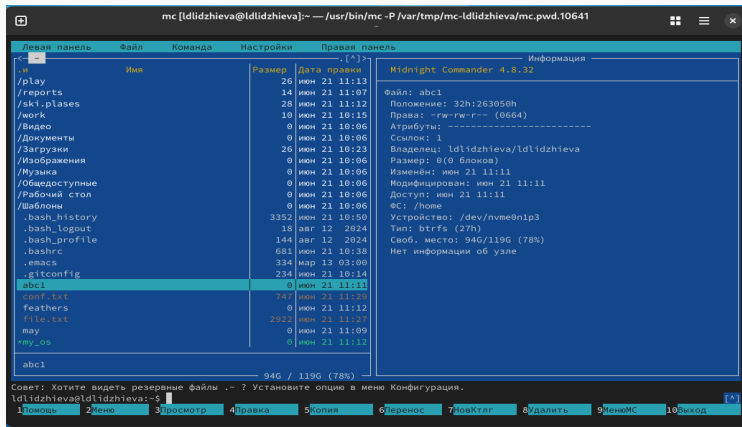 mc [ldlidzhieva@ldlidzhieva]:~ — /usr/bin/mc -P /var/tmp/mc-ldlidzhieva/mc.pwd.10641
~
Левая панель Файл Команда Настройки Правая панель
<- ~ .[^]>
.и Имя Размер Дата правки
/play 26 июн 21 11:13
/reports 14 июн 21 11:07
/ski.plases 28 июн 21 11:12
/work 10 июн 21 10:15
/Видео 0 июн 21 10:06
/Документы 0 июн 21 10:06
/Загрузки 26 июн 21 10:23
/Изображения 0 июн 21 10:06
/Музыка 0 июн 21 10:06
/Общедоступные 0 июн 21 10:06
/Рабочий стол 0 июн 21 10:06
/Шаблоны 0 июн 21 10:06
.bash_history 3352 июн 21 10:50
.bash_logout 18 авг 12 2024
.bash_profile 144 авг 12 2024
.bashrc 681 июн 21 10:38
.emacs 334 мар 13 03:00
.gitconfig 234 июн 21 10:14
abc1 0 июн 21 11:11
conf.txt 747 июн 21 11:29
feathers 0 июн 21 11:12
file.txt 2922 июн 21 11:27
may 0 июн 21 11:09
*my_os 0 июн 21 11:12
abc1
94G / 119G (78%)
Информация
Midnight Commander 4.8.32
Файл: abc1
Положение: 32h:263050h
Права: -rw-rw-r-- (0664)
Атрибуты: --------------------------
Ссылок: 1
Владелец: ldlidzhieva/ldlidzhieva
Размер: 0(0 блоков)
Изменён: июн 21 11:11
Модифицирован: июн 21 11:11
Доступ: июн 21 11:11
ФС: /home
Устройство: /dev/nvme0n1p3
Тип: btrfs (27h)
Своб. место: 94G/119G (78%)
Нет информации об узле
Совет: Хотите видеть резервные файлы .~ ? Установите опцию в меню Конфигурация.
ldlidzhieva@ldlidzhieva:~$ [^]
1Помощь 2Меню 3Просмотр 4Правка 5Копия 6Перенос 7НовКтлг 8Удалить 9МенюМС 10Выход